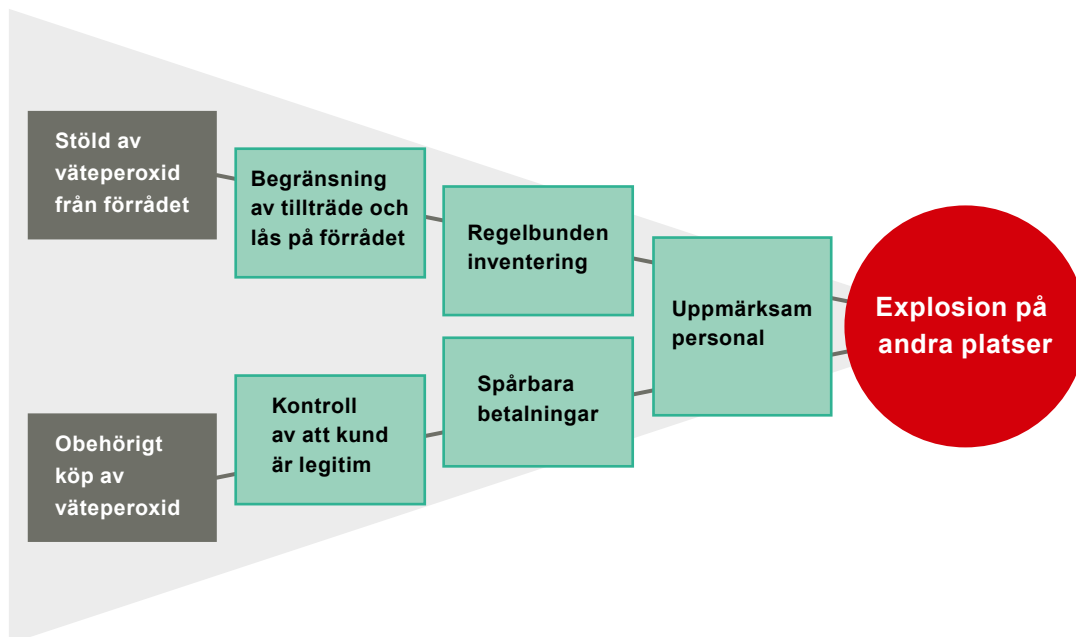 Stöld av
väteperoxid
från förrådet
Begränsning
av tillträde och
lås på förrådet
Regelbunden
inventering
Uppmärksam
personal
Explosion på
andra platser
Obehörigt
köp av
väteperoxid
Kontroll
av att kund
är legitim
Spårbara
betalningar